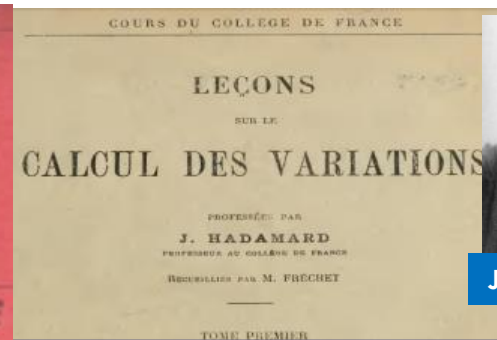 COURS DU COLLÈGE DE FRANCE
LEÇONS
SUR LE
CALCUL DES VARIATIONS
PROFESSÉES PAR
J. HADAMARD
PROFESSEUR AU COLLÈGE DE FRANCE
RECUEILLIES PAR M. FRÉCHET
TOME PREMIER
J